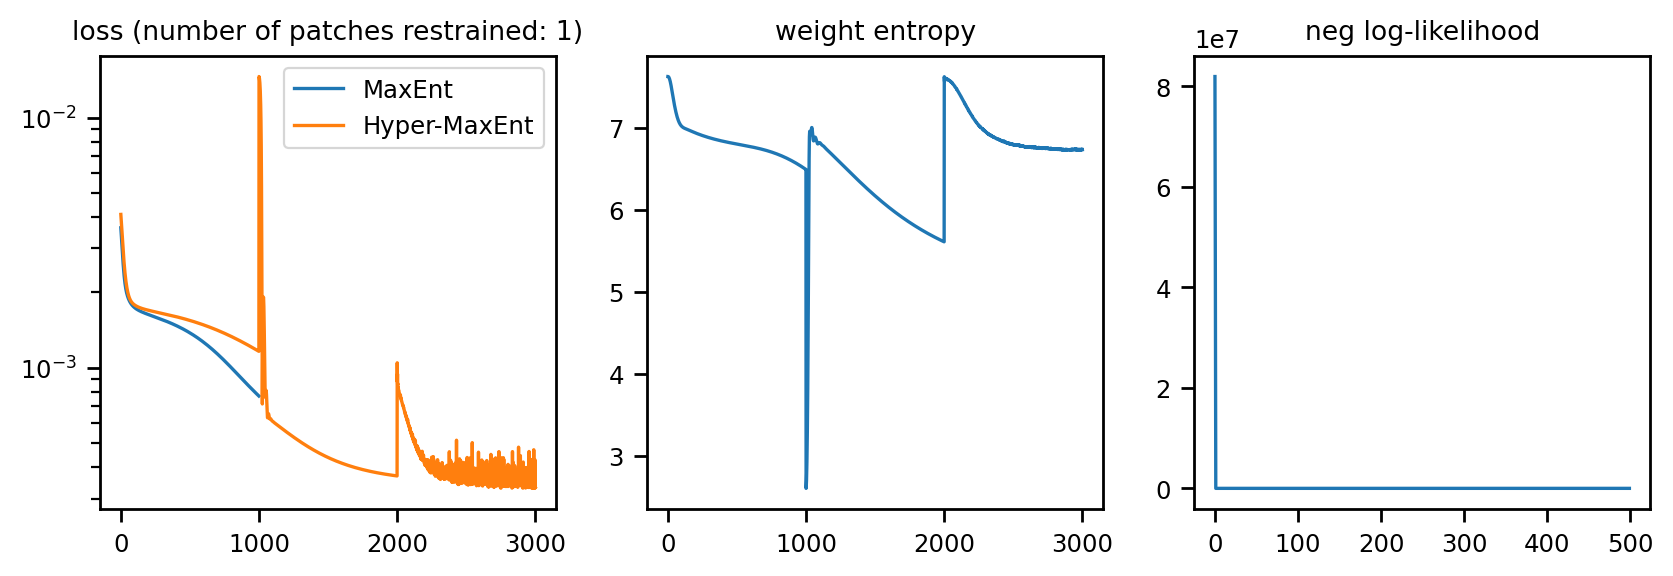 loss (number of patches restrained: 1)
MaxEnt
Hyper-MaxEnt
10⁻²
10⁻³
0 1000 2000 3000
weight entropy
7
6
5
4
3
0 1000 2000 3000
neg log-likelihood
1e7
8
6
4
2
0
0 100 200 300 400 500